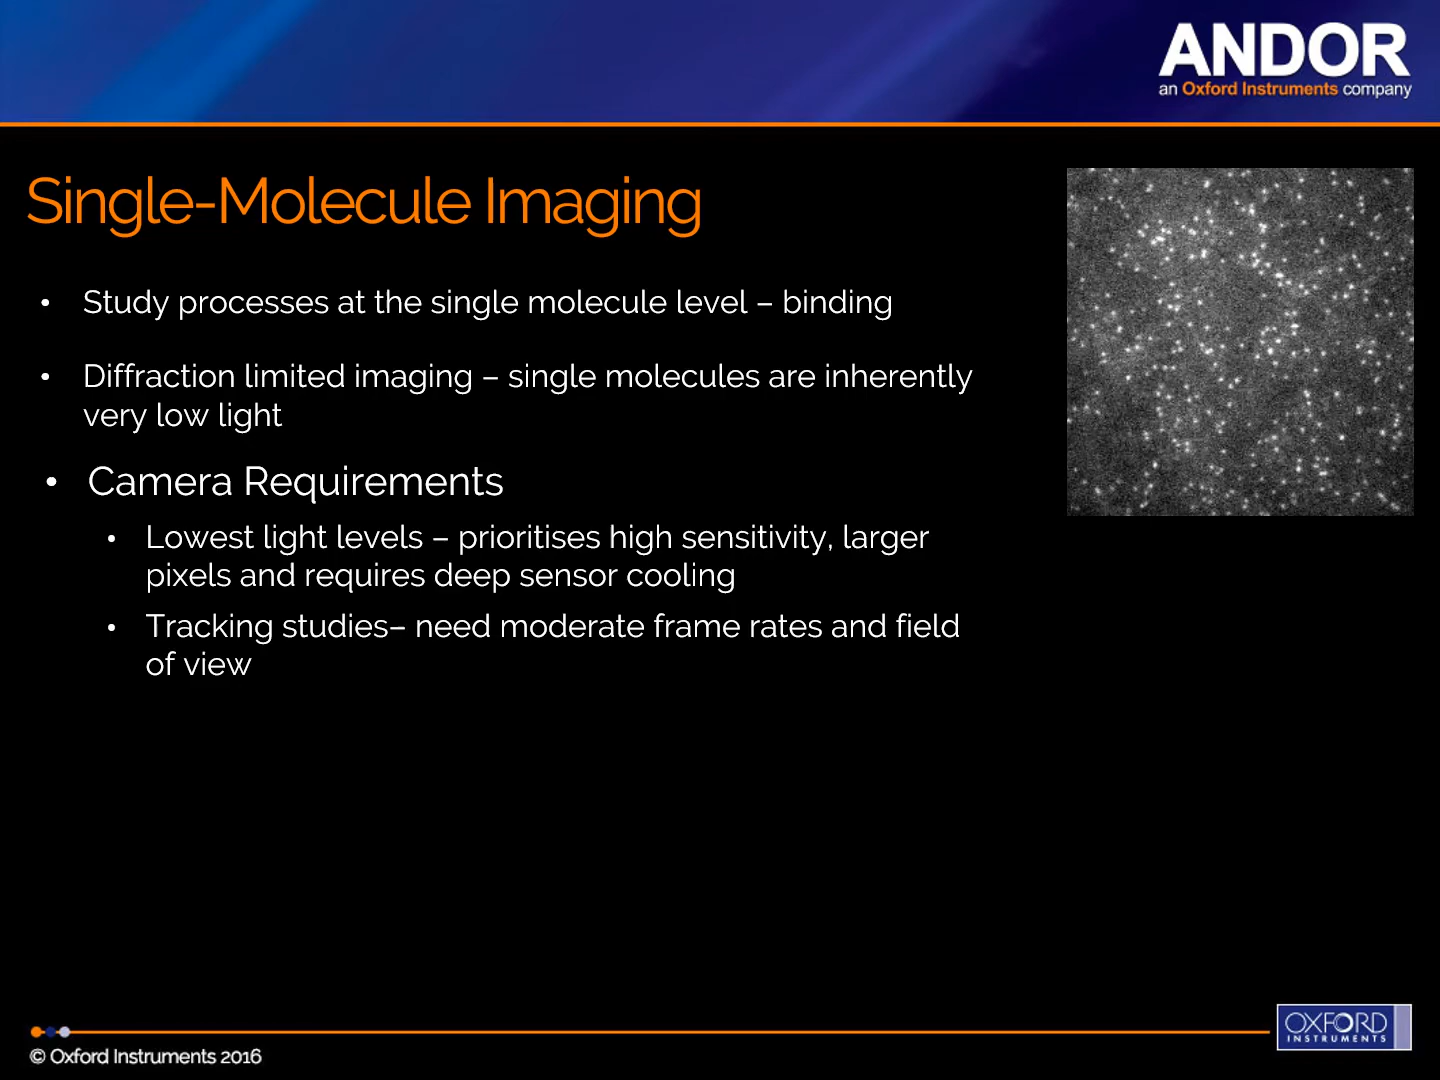 ANDOR
an Oxford Instruments company
Single-Molecule Imaging
• Study processes at the single molecule level – binding
• Diffraction limited imaging – single molecules are inherently
very low light
• Camera Requirements
• Lowest light levels – prioritises high sensitivity, larger
pixels and requires deep sensor cooling
• Tracking studies– need moderate frame rates and field
of view
OXFORD
INSTRUMENTS
© Oxford Instruments 2016